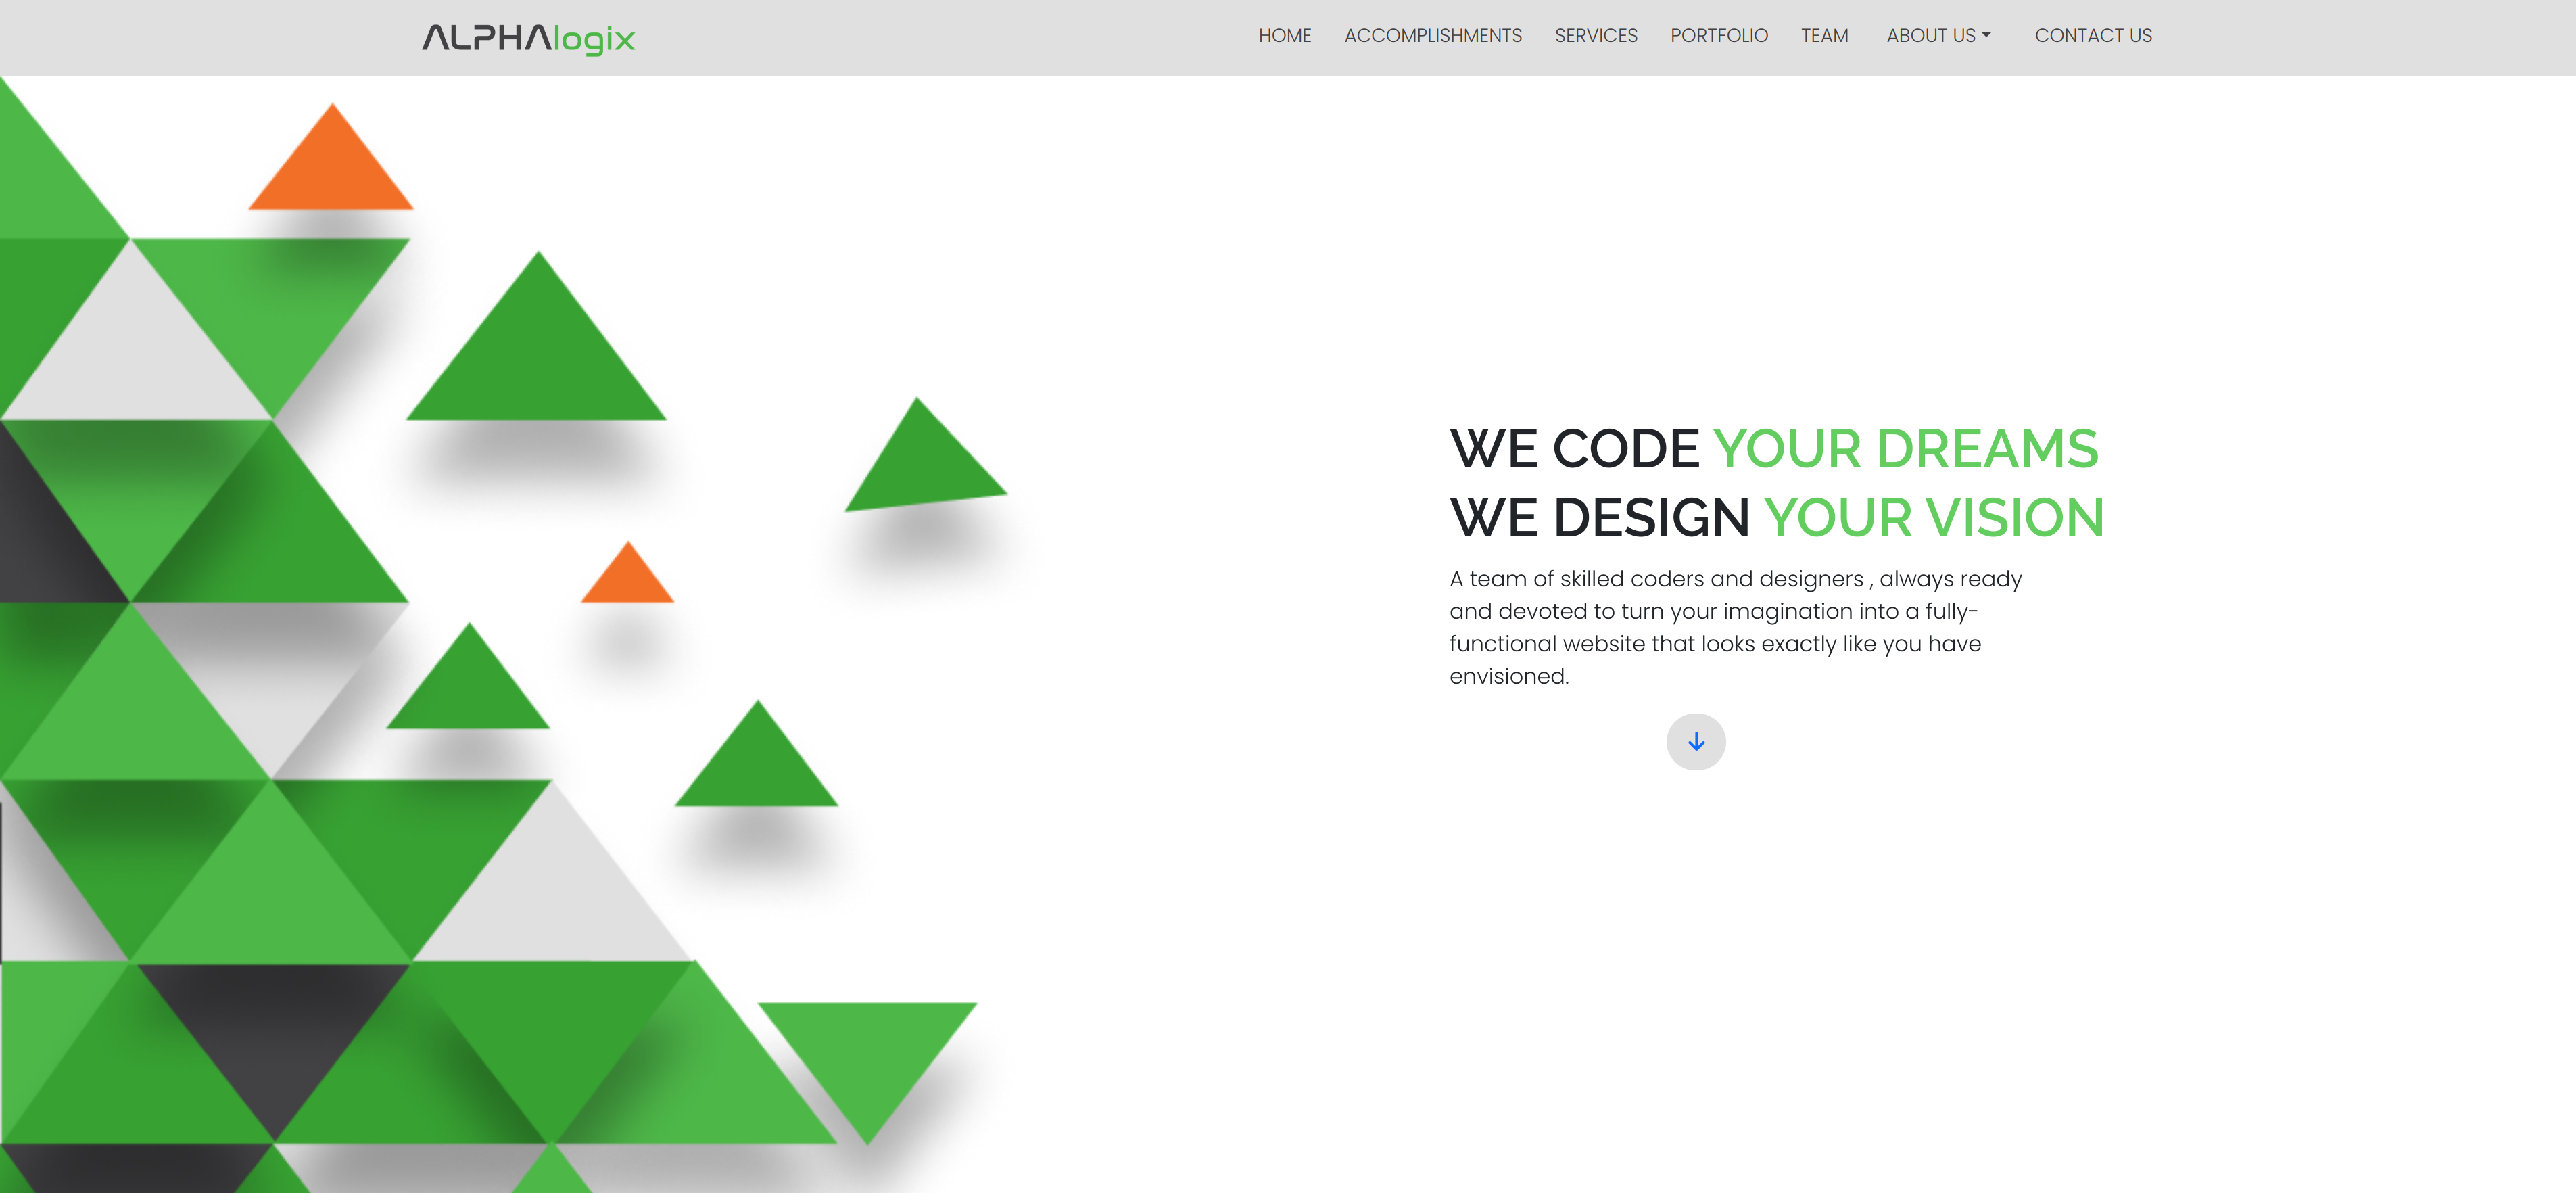 ALPHAlogix
HOME ACCOMPLISHMENTS SERVICES PORTFOLIO TEAM ABOUT US CONTACT US
WE CODE YOUR DREAMS
WE DESIGN YOUR VISION
A team of skilled coders and designers , always ready
and devoted to turn your imagination into a fully-
functional website that looks exactly like you have
envisioned.